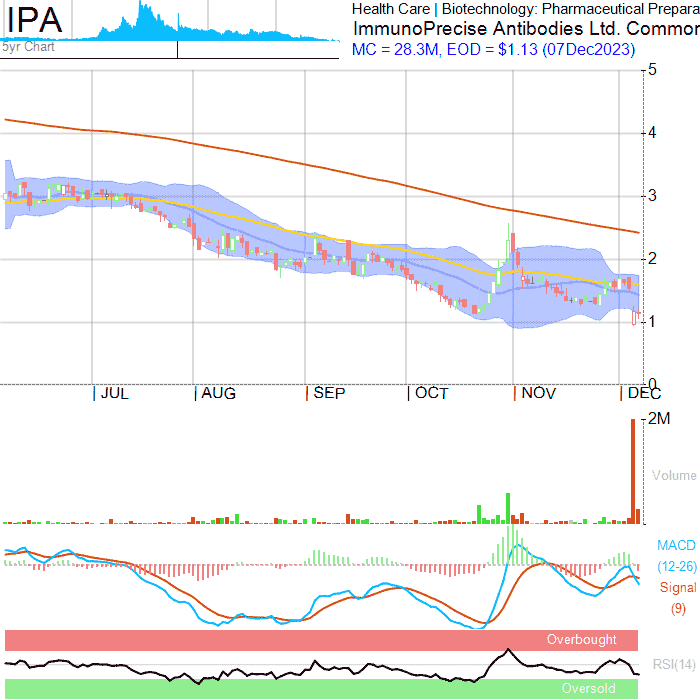 IPA
5yr Chart
Health Care | Biotechnology: Pharmaceutical Prepara
ImmunoPrecise Antibodies Ltd. Common
MC = 28.3M, EOD = $1.13 (07Dec2023)
5
4
3
2
1
0
JUL AUG SEP OCT NOV DEC
2M
Volume
MACD
(12-26)
Signal
(9)
Overbought
RSI(14)
Oversold